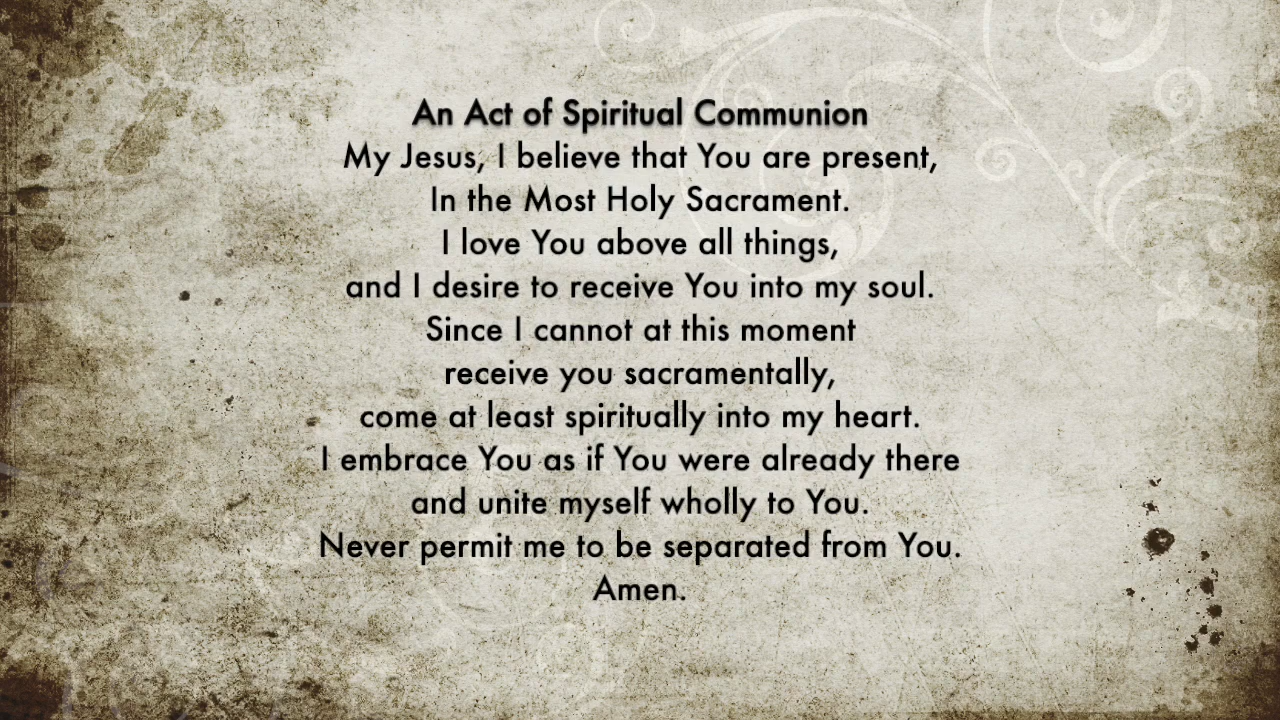 An Act of Spiritual Communion
My Jesus, I believe that You are present,
In the Most Holy Sacrament.
I love You above all things,
and I desire to receive You into my soul.
Since I cannot at this moment
receive you sacramentally,
come at least spiritually into my heart.
I embrace You as if You were already there
and unite myself wholly to You.
Never permit me to be separated from You.
Amen.